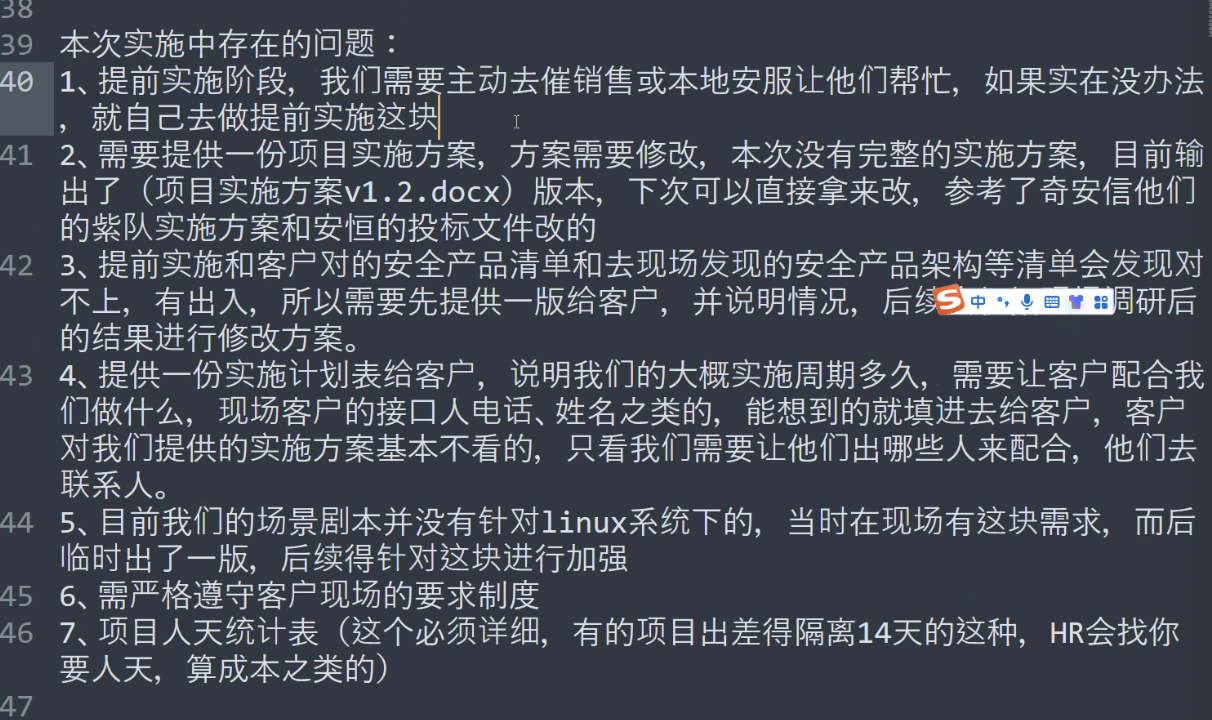 38
39 本次实施中存在的问题：
40 1、提前实施阶段，我们需要主动去催销售或本地安服让他们帮忙，如果实在没办法
，就自己去做提前实施这块
41 2、需要提供一份项目实施方案，方案需要修改，本次没有完整的实施方案，目前输
出了（项目实施方案v1.2.docx）版本，下次可以直接拿来改，参考了奇安信他们
的紫队实施方案和安恒的投标文件改的
42 3、提前实施和客户对的安全产品清单和去现场发现的安全产品架构等清单会发现对
不上，有出入，所以需要先提供一版给客户，并说明情况，后续 中 调研后
的结果进行修改方案。
43 4、提供一份实施计划表给客户，说明我们的大概实施周期多久，需要让客户配合我
们做什么，现场客户的接口人电话、姓名之类的，能想到的就填进去给客户，客户
对我们提供的实施方案基本不看的，只看我们需要让他们出哪些人来配合，他们去
联系人。
44 5、目前我们的场景剧本并没有针对linux系统下的，当时在现场有这块需求，而后
临时出了一版，后续得针对这块进行加强
45 6、需严格遵守客户现场的要求制度
46 7、项目人天统计表（这个必须详细，有的项目出差得隔离14天的这种，HR会找你
要人天，算成本之类的）
47